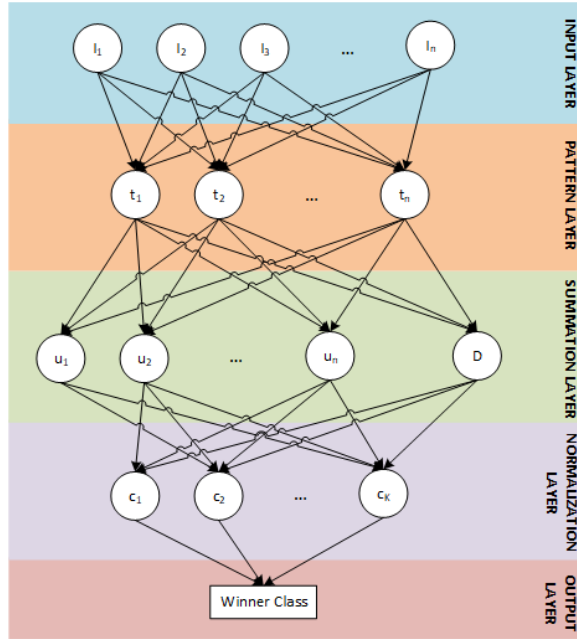 I₁ I₂ I₃ ... Iₙ
INPUT LAYER
t₁ t₂ ... tₙ
PATTERN LAYER
u₁ u₂ ... uₙ D
SUMMATION LAYER
c₁ c₂ ... c_K
NORMALIZATION
LAYER
Winner Class
OUTPUT
LAYER